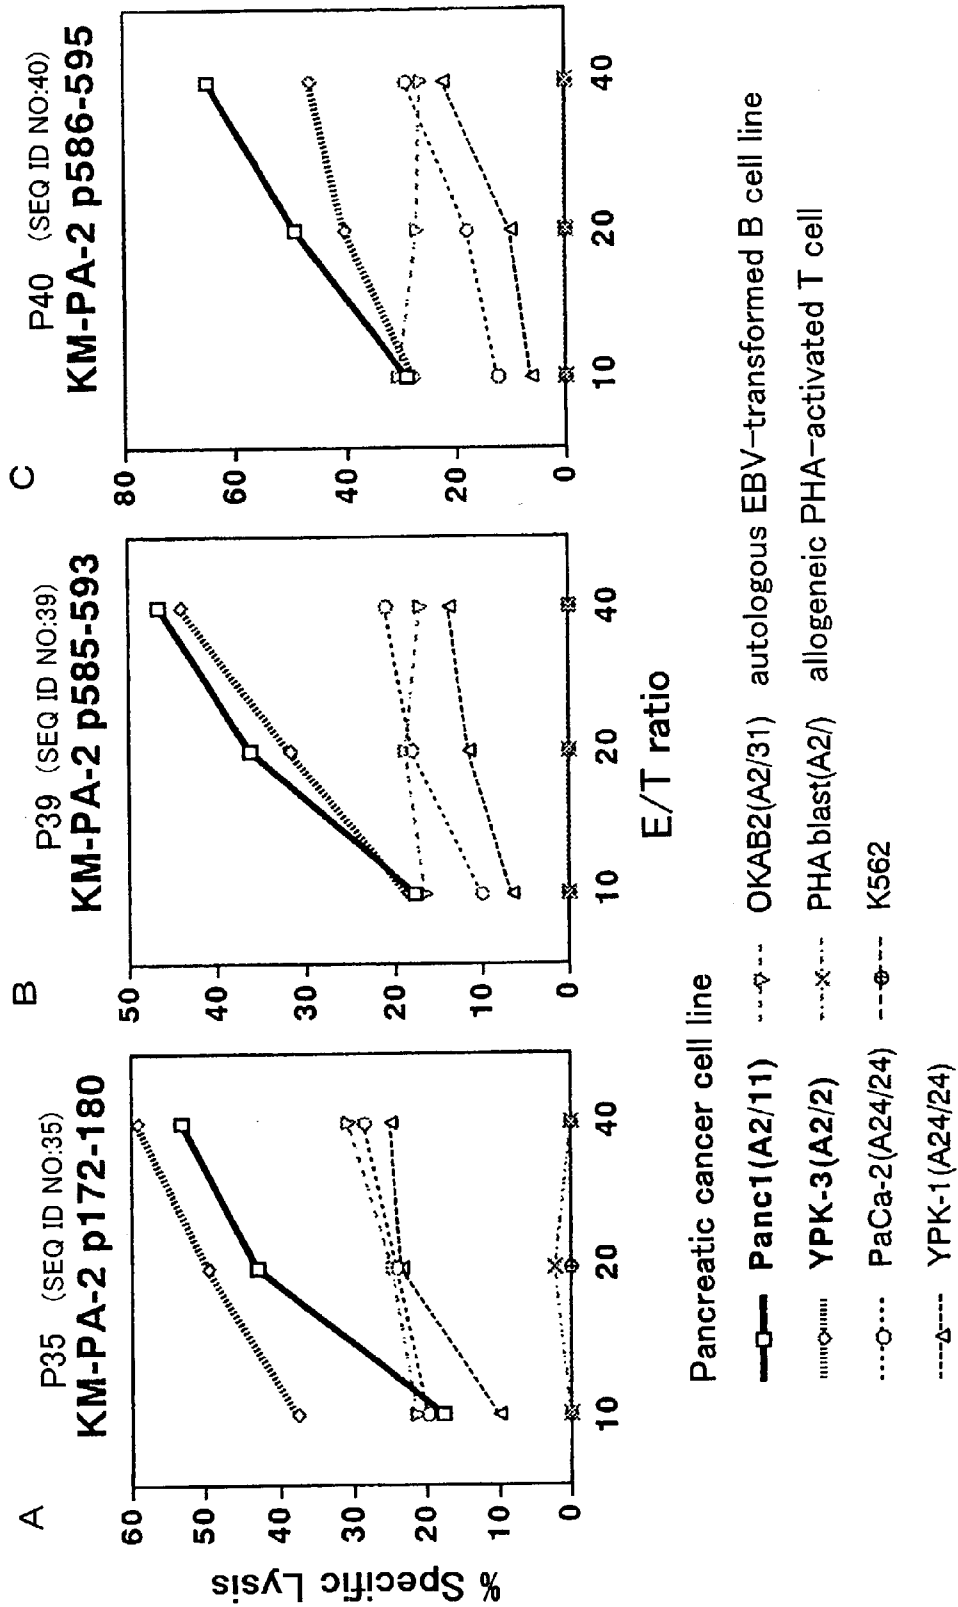 A
P35 (SEQ ID NO:35)
KM-PA-2 p172-180
% Specific Lysis
60
50
40
30
20
10
0
10
20
40
B
P39 (SEQ ID NO:39)
KM-PA-2 p585-593
50
40
30
20
10
0
10
20
40
E/T ratio
C
P40 (SEQ ID NO:40)
KM-PA-2 p586-595
80
60
40
20
0
10
20
40
Pancreatic cancer cell line
Panc1(A2/11)
YPK-3(A2/2)
PaCa-2(A24/24)
YPK-1(A24/24)
OKAB2(A2/31) autologous EBV-transformed B cell line
PHA blast(A2/) allogeneic PHA-activated T cell
K562